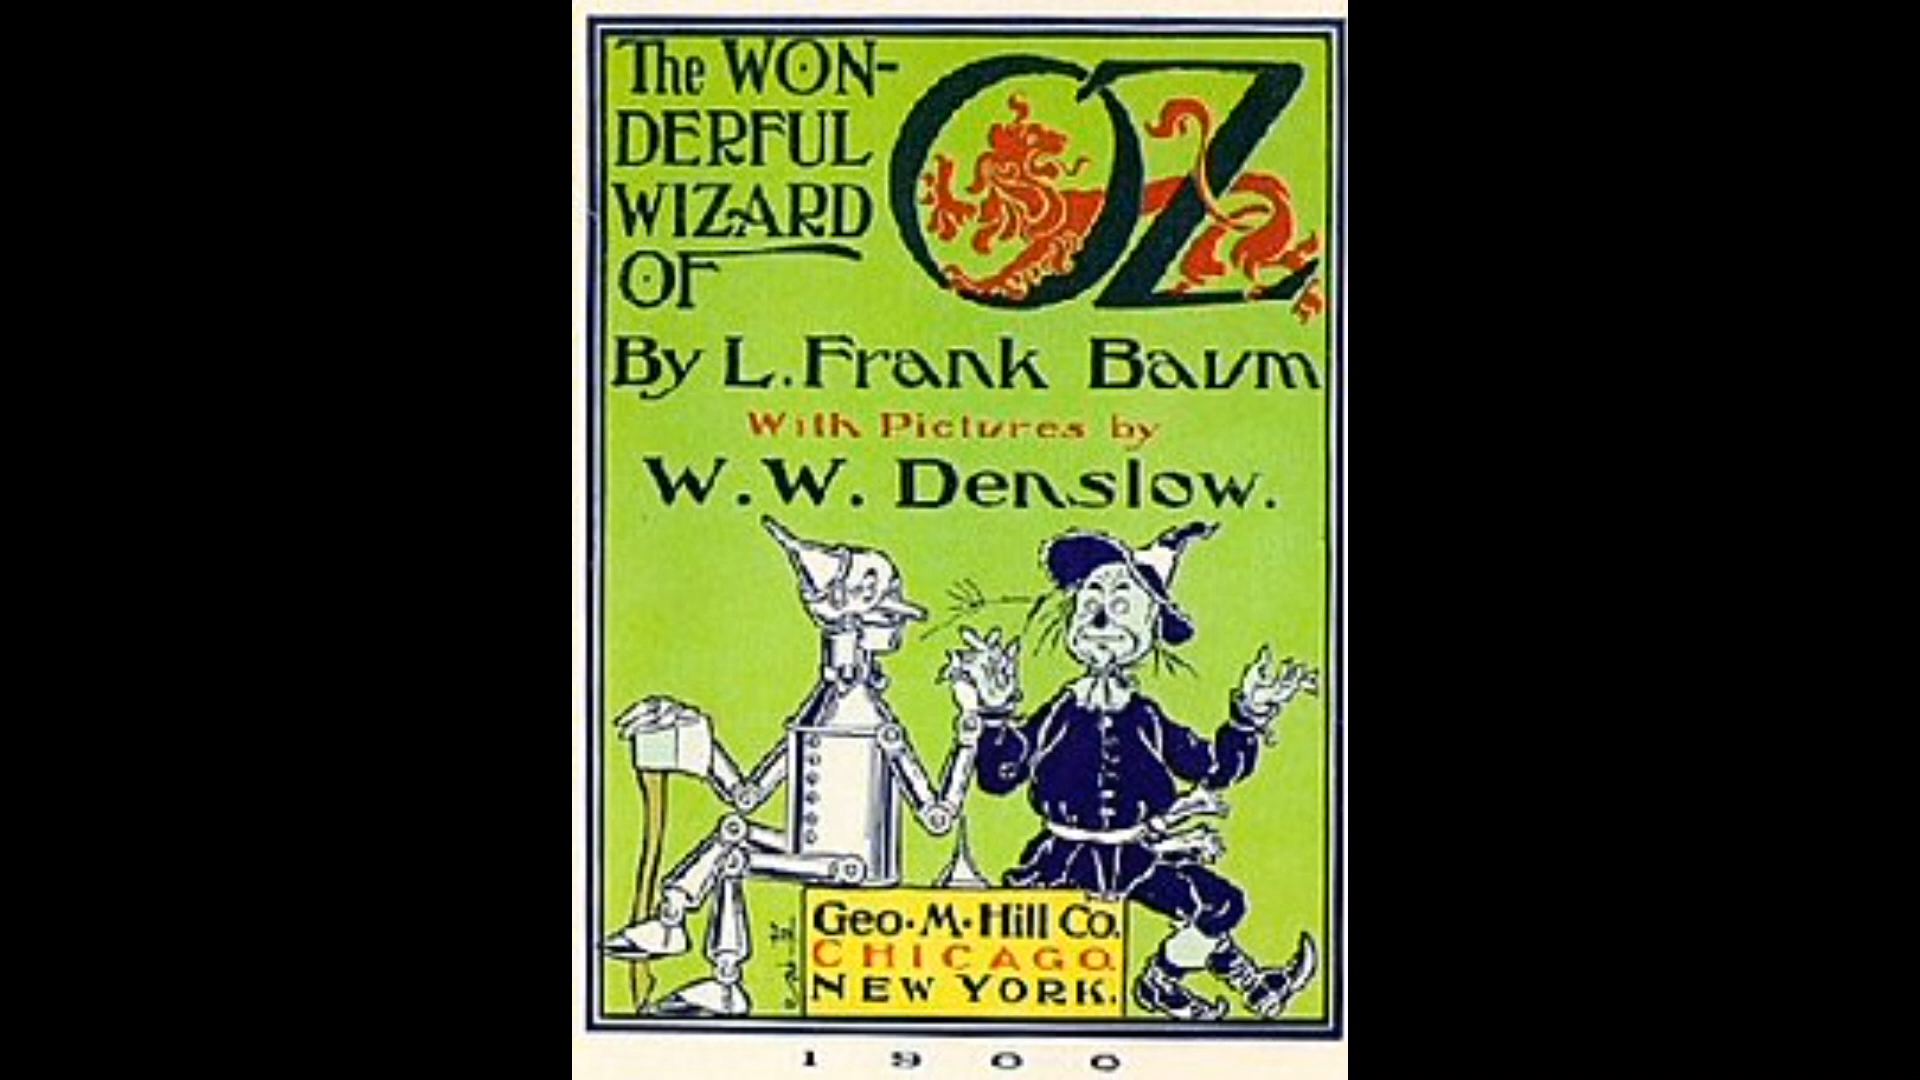 The WON-
DERFUL
WIZARD
OF
OZ
By L. Frank Baum
With Pictures by
W. W. Denslow.
Geo. M. Hill Co.
CHICAGO.
NEW YORK.
1900